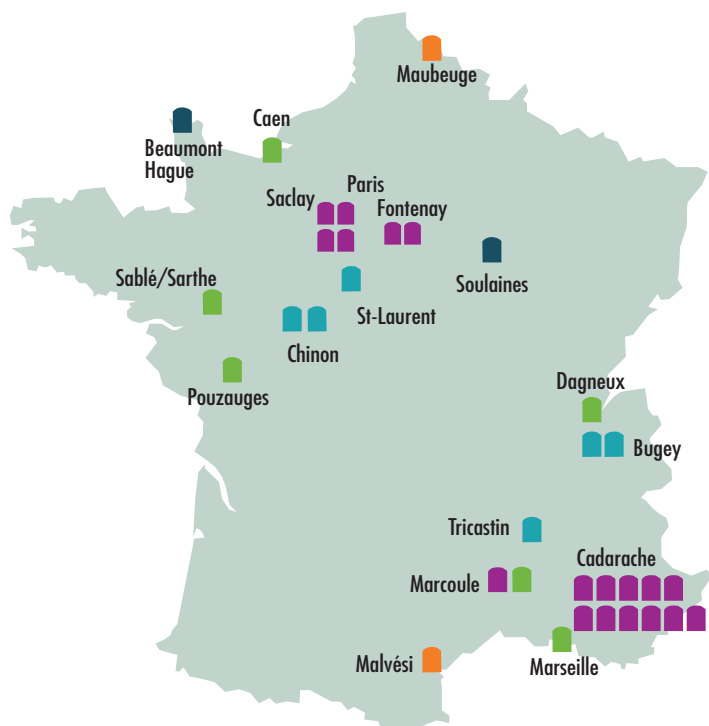 Maubeuge
Caen
Beaumont
Hague
Paris
Saclay
Fontenay
Soulaines
Sablé/Sarthe
St-Laurent
Chinon
Pouzauges
Dagneux
Bugey
Tricastin
Cadarache
Marcoule
Malvési
Marseille